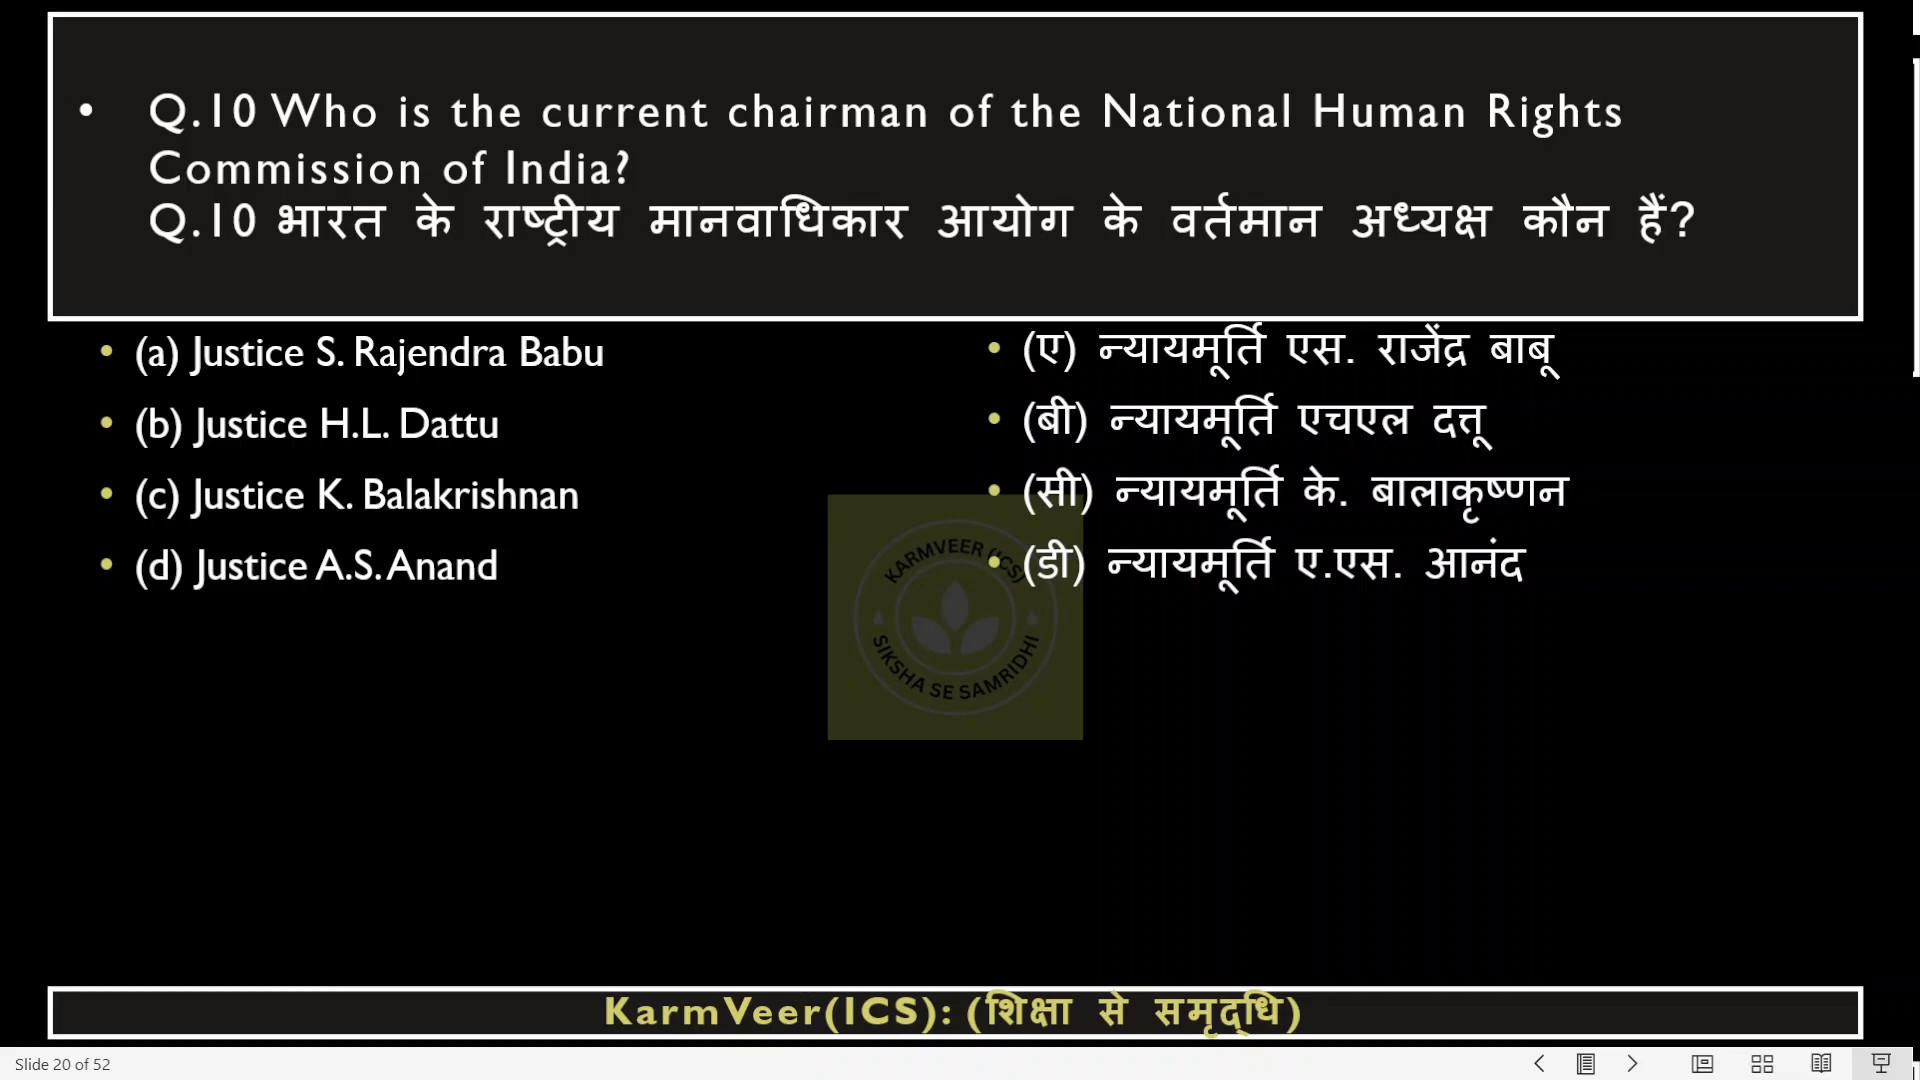 • Q.10 Who is the current chairman of the National Human Rights
Commission of India?
Q.10 भारत के राष्ट्रीय मानवाधिकार आयोग के वर्तमान अध्यक्ष कौन हैं?
• (a) Justice S. Rajendra Babu
• (b) Justice H.L. Dattu
• (c) Justice K. Balakrishnan
• (d) Justice A.S. Anand
• (ए) न्यायमूर्ति एस. राजेंद्र बाबू
• (बी) न्यायमूर्ति एचएल दत्तू
• (सी) न्यायमूर्ति के. बालाकृष्णन
• (डी) न्यायमूर्ति ए.एस. आनंद
KARMVEER (ICS)
SIKSHA SE SAMRIDHI
KarmVeer(ICS): (शिक्षा से समृद्धि)
Slide 20 of 52